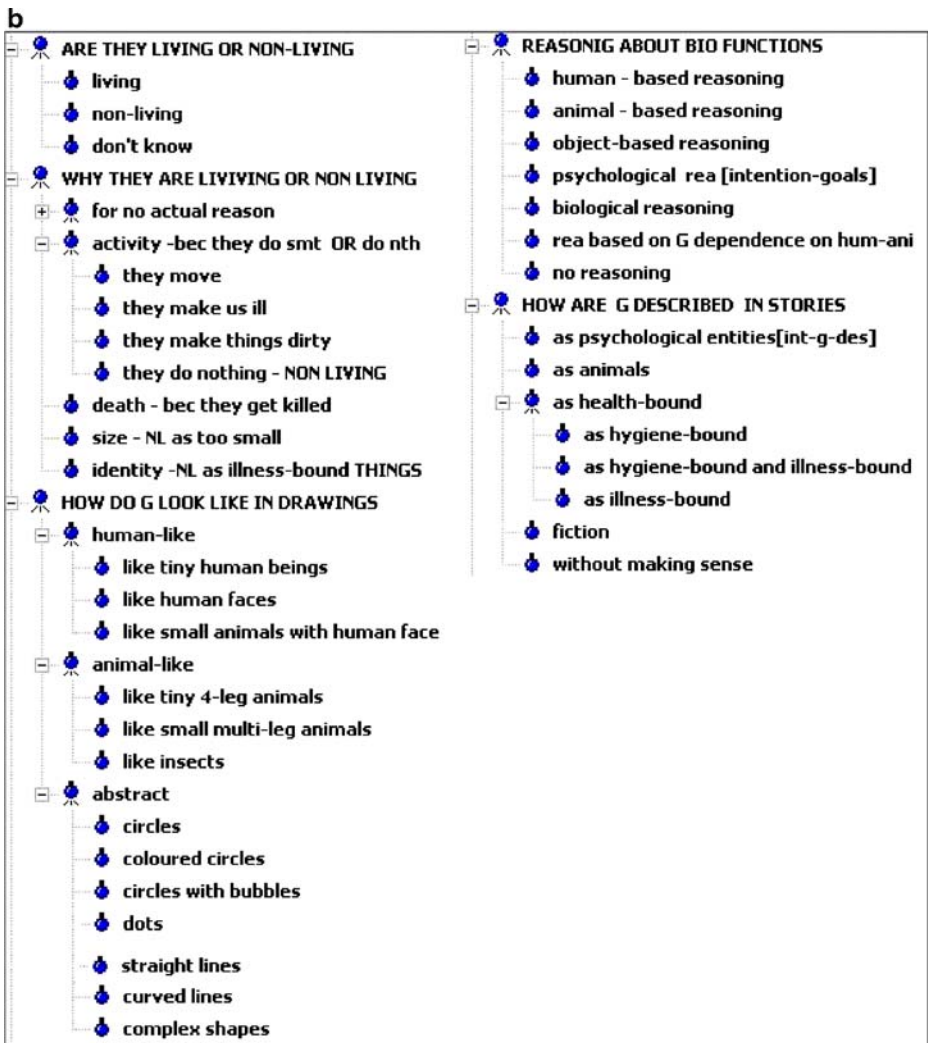 b
ARE THEY LIVING OR NON-LIVING
living
non-living
don't know
WHY THEY ARE LIVIVING OR NON LIVING
for no actual reason
activity -bec they do smt OR do nth
they move
they make us ill
they make things dirty
they do nothing - NON LIVING
death - bec they get killed
size - NL as too small
identity -NL as illness-bound THINGS
HOW DO G LOOK LIKE IN DRAWINGS
human-like
like tiny human beings
like human faces
like small animals with human face
animal-like
like tiny 4-leg animals
like small multi-leg animals
like insects
abstract
circles
coloured circles
circles with bubbles
dots
straight lines
curved lines
complex shapes
REASONIG ABOUT BIO FUNCTIONS
human - based reasoning
animal - based reasoning
object-based reasoning
psychological rea [intention-goals]
biological reasoning
rea based on G dependence on hum-ani
no reasoning
HOW ARE G DESCRIBED IN STORIES
as psychological entities[int-g-des]
as animals
as health-bound
as hygiene-bound
as hygiene-bound and illness-bound
as illness-bound
fiction
without making sense